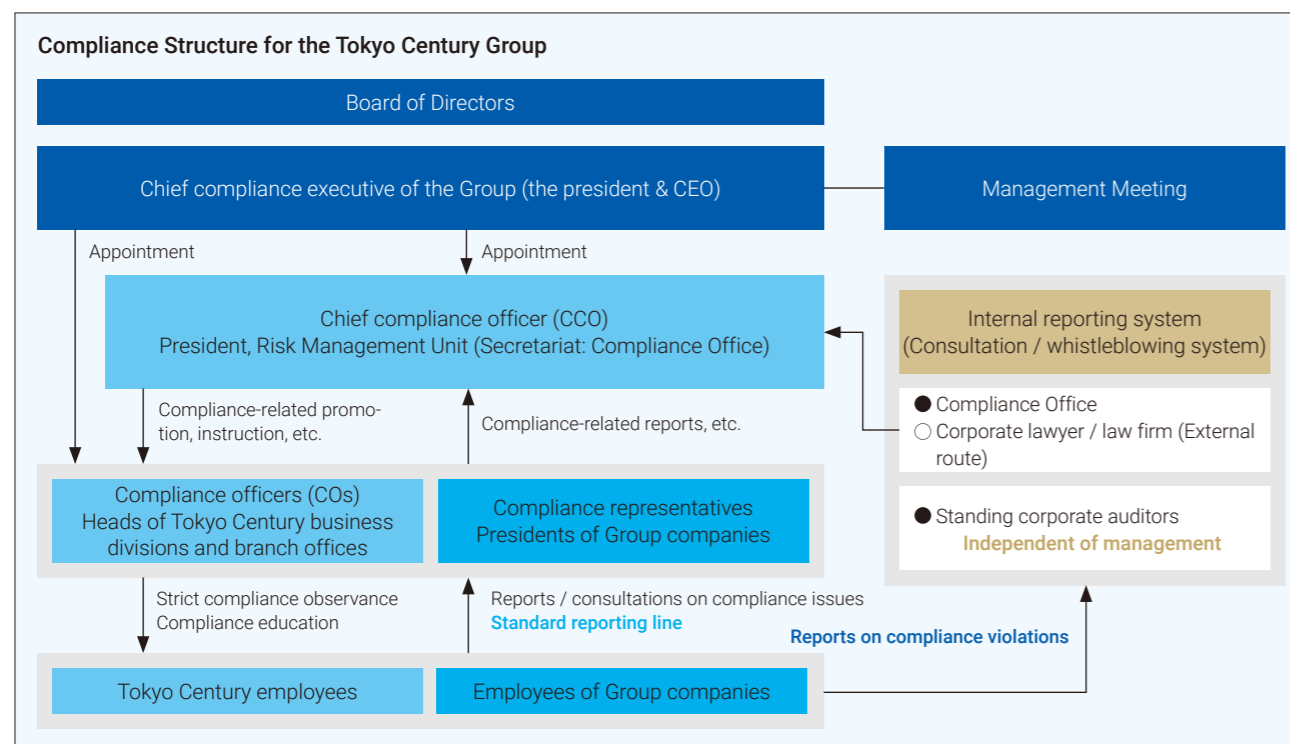 Compliance Structure for the Tokyo Century Group
Board of Directors
Chief compliance executive of the Group (the president & CEO)
Management Meeting
Appointment
Appointment
Chief compliance officer (CCO)
President, Risk Management Unit (Secretariat: Compliance Office)
Internal reporting system
(Consultation / whistleblowing system)
● Compliance Office
○ Corporate lawyer / law firm (External
route)
● Standing corporate auditors
Independent of management
Compliance-related promo-
tion, instruction, etc.
Compliance-related reports, etc.
Compliance officers (COs)
Heads of Tokyo Century business
divisions and branch offices
Compliance representatives
Presidents of Group companies
Strict compliance observance
Compliance education
Reports / consultations on compliance issues
Standard reporting line
Reports on compliance violations
Tokyo Century employees
Employees of Group companies